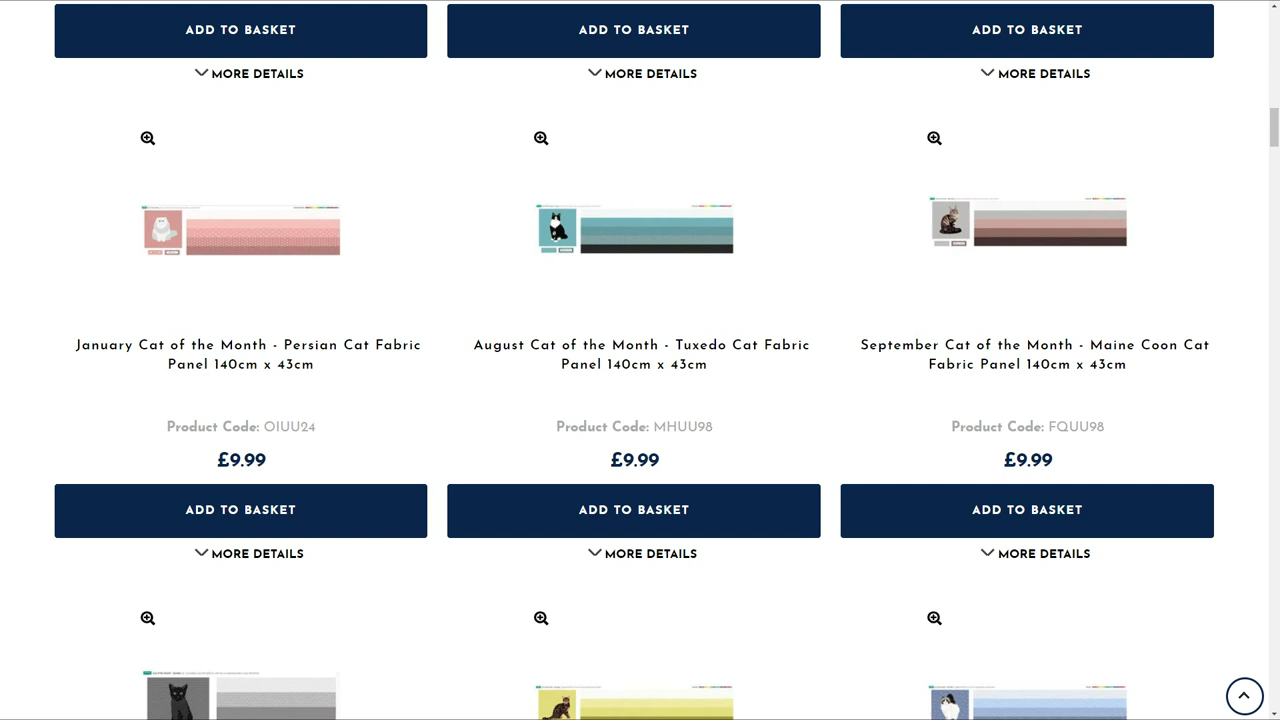 ADD TO BASKET
ADD TO BASKET
ADD TO BASKET
MORE DETAILS
MORE DETAILS
MORE DETAILS
January Cat of the Month - Persian Cat Fabric
Panel 140cm x 43cm
August Cat of the Month - Tuxedo Cat Fabric
Panel 140cm x 43cm
September Cat of the Month - Maine Coon Cat
Fabric Panel 140cm x 43cm
Product Code: OIUU24
Product Code: MHUU98
Product Code: FQUU98
£9.99
£9.99
£9.99
ADD TO BASKET
ADD TO BASKET
ADD TO BASKET
MORE DETAILS
MORE DETAILS
MORE DETAILS